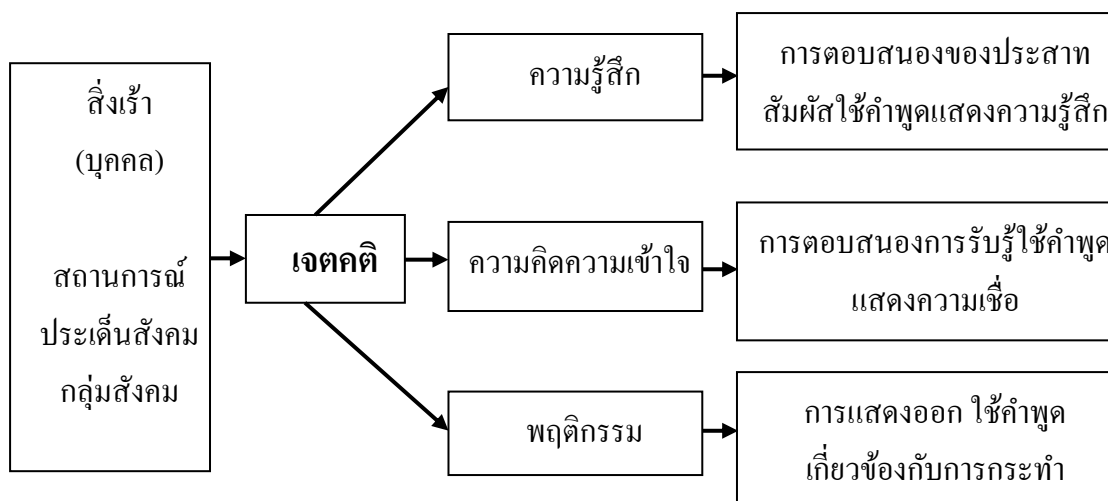 สิ่งเร้า
(บุคคล)
สถานการณ์
ประเด็นสังคม
กลุ่มสังคม
เจตคติ
ความรู้สึก
การตอบสนองของประสาท
สัมผัสใช้คำพูดแสดงความรู้สึก
ความคิดความเข้าใจ
การตอบสนองการรับรู้ใช้คำพูด
แสดงความเชื่อ
พฤติกรรม
การแสดงออก ใช้คำพูด
เกี่ยวข้องกับการกระทำ